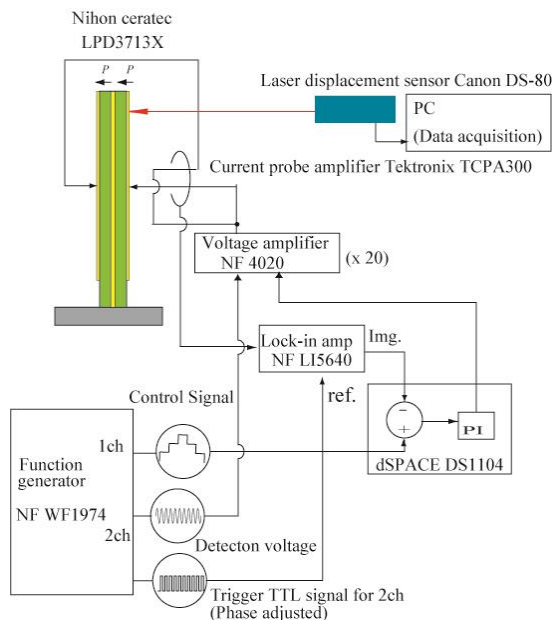 Nihon ceratec
LPD3713X
P P
Laser displacement sensor Canon DS-80
PC
(Data acquisition)
Current probe amplifier Tektronix TCPA300
Voltage amplifier
NF 4020
(x 20)
Lock-in amp
NF LI5640
Img.
ref.
Control Signal
1ch
Function
generator
NF WF1974
2ch
-
+
PI
dSPACE DS1104
Detecton voltage
Trigger TTL signal for 2ch
(Phase adjusted)